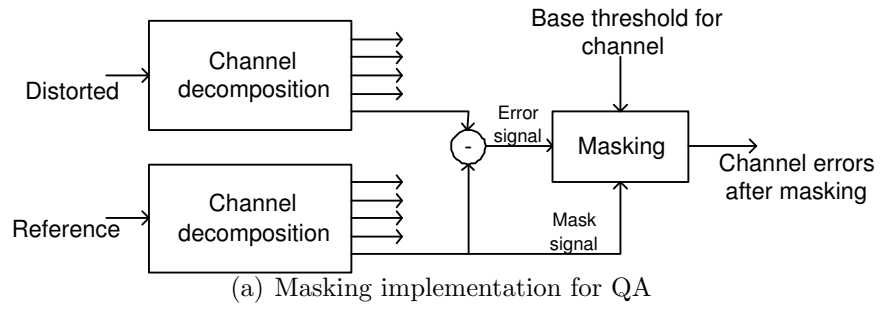 Distorted
Channel
decomposition
Base threshold for
channel
Error
signal
-
Masking
Channel errors
after masking
Reference
Channel
decomposition
Mask
signal
(a) Masking implementation for QA